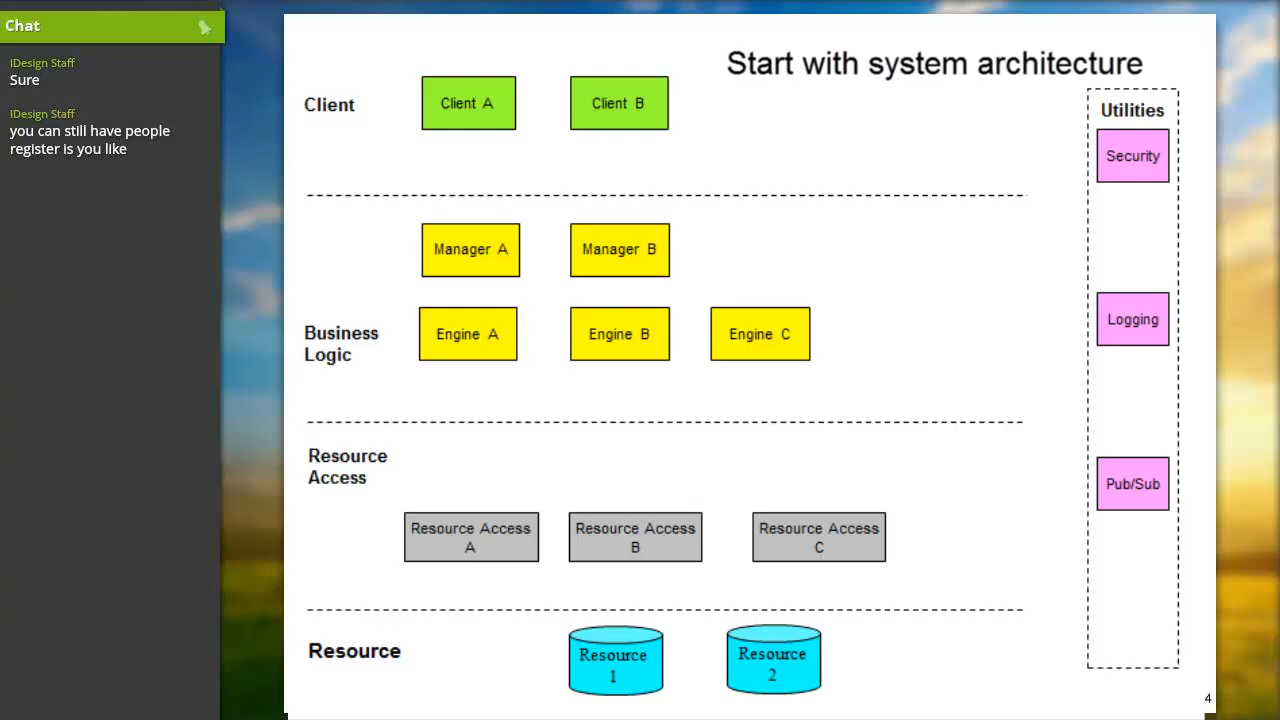 Chat
IDesign Staff
Sure
IDesign Staff
you can still have people
register is you like
Start with system architecture
Client
Client A
Client B
Utilities
Security
Manager A
Manager B
Business
Logic
Engine A
Engine B
Engine C
Logging
Resource
Access
Pub/Sub
Resource Access
A
Resource Access
B
Resource Access
C
Resource
Resource
1
Resource
2
4